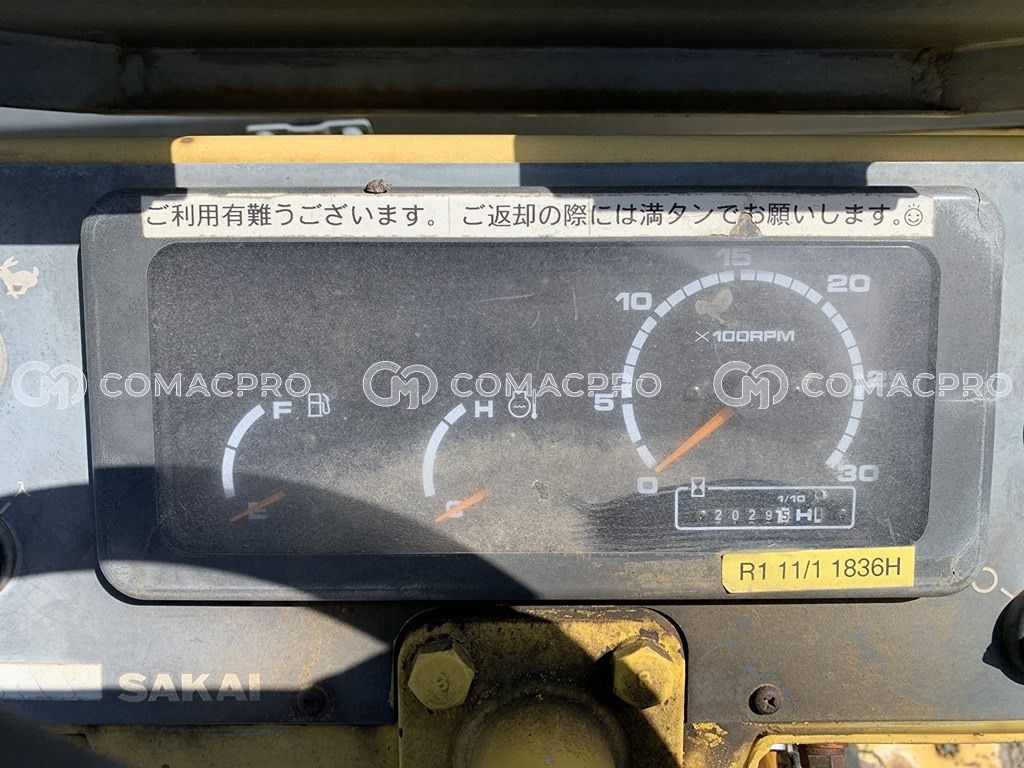 ご利用有難うございます。 ご返却の際には満タンでお願いします。☺
15
10 20
×100RPM
COMACPRO COMACPRO COMACPRO
F H 5
E C 0 30
1/10
20295 H
R1 11/1 1836H
SAKAI